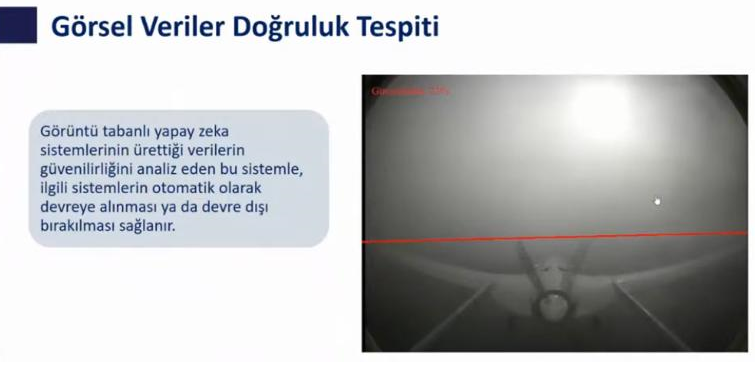 Görsel Veriler Doğruluk Tespiti
Görüntü tabanlı yapay zeka
sistemlerinin ürettiği verilerin
güvenilirliğini analiz eden bu sistemle,
ilgili sistemlerin otomatik olarak
devreye alınması ya da devre dışı
bırakılması sağlanır.